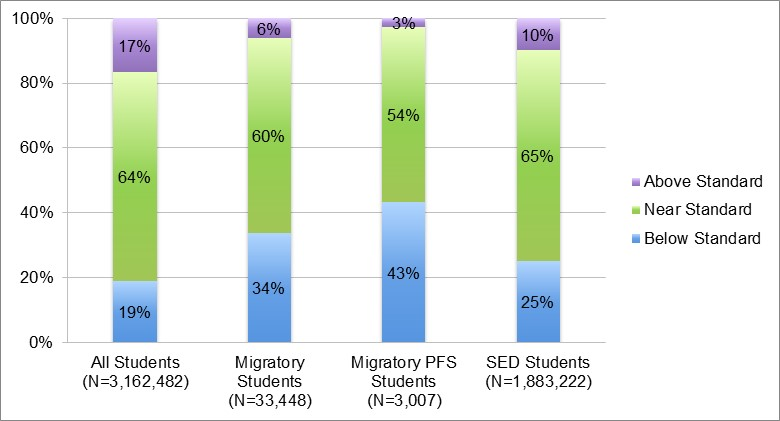 100%
80%
60%
40%
20%
0%
17%
64%
19%
6%
60%
34%
3%
54%
43%
10%
65%
25%
All Students
(N=3,162,482)
Migratory
Students
(N=33,448)
Migratory PFS
Students
(N=3,007)
SED Students
(N=1,883,222)
Above Standard
Near Standard
Below Standard